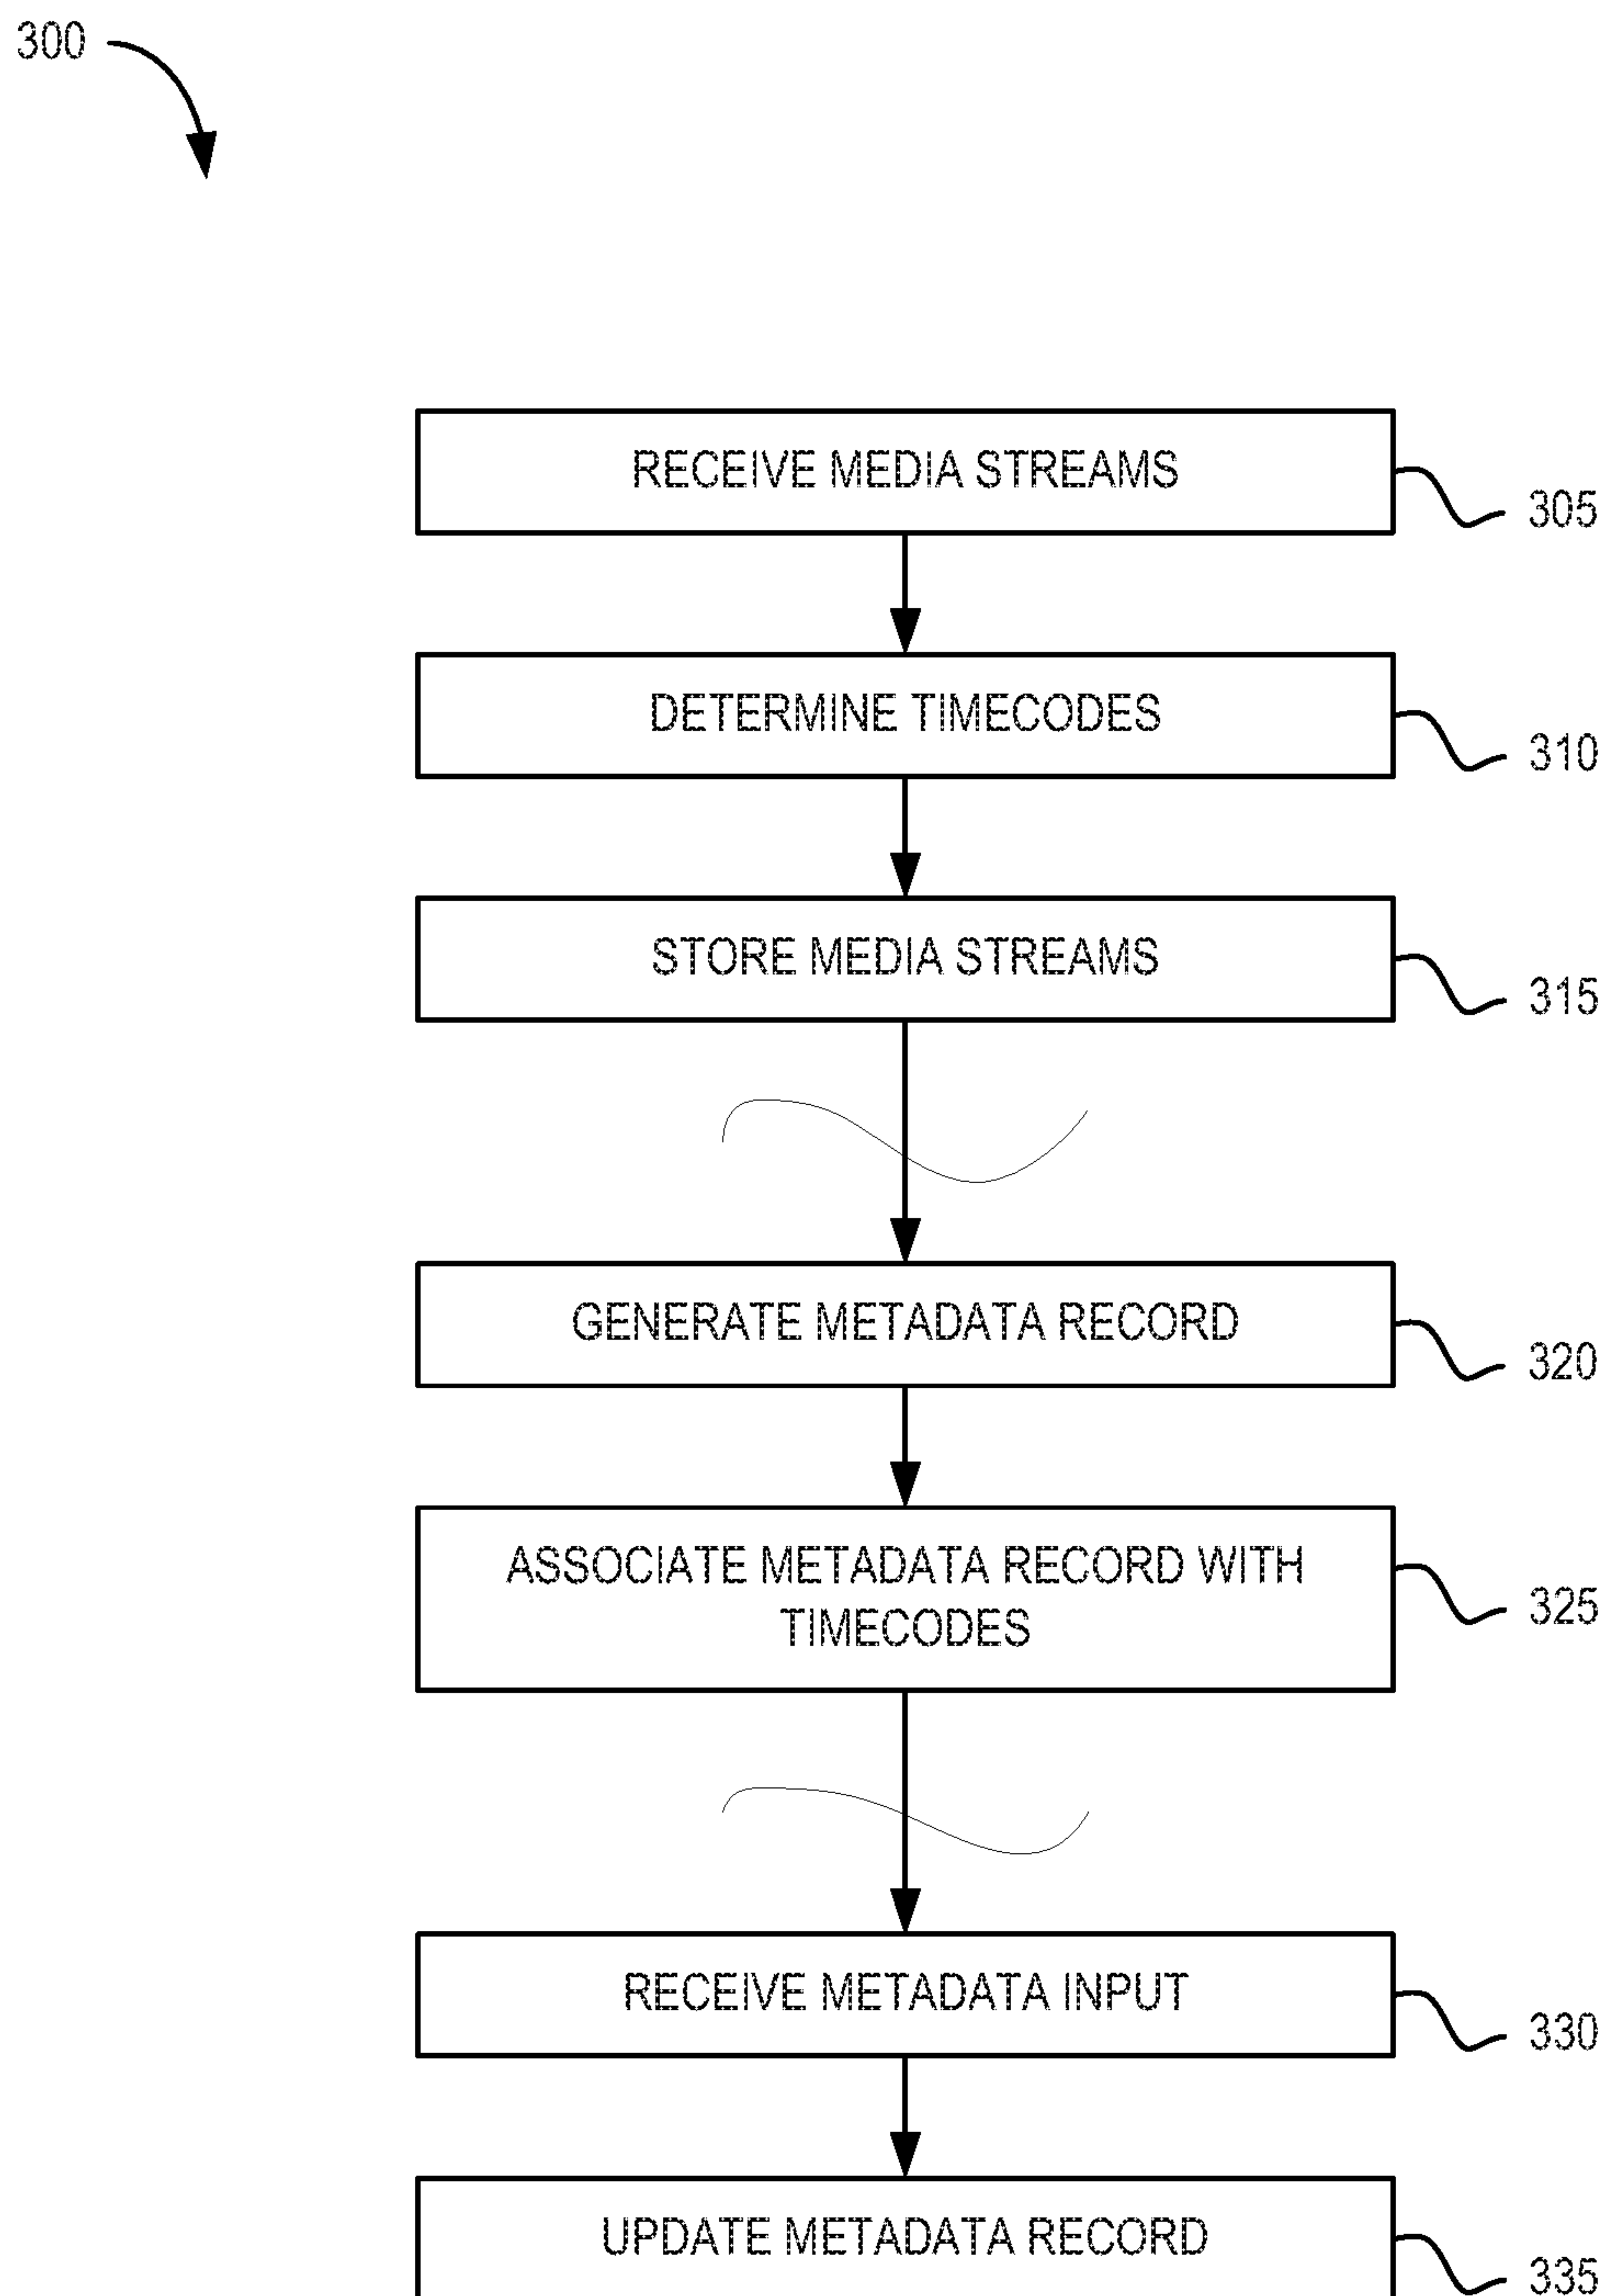 300
RECEIVE MEDIA STREAMS
305
DETERMINE TIMECODES
310
STORE MEDIA STREAMS
315
GENERATE METADATA RECORD
320
ASSOCIATE METADATA RECORD WITH
TIMECODES
325
RECEIVE METADATA INPUT
330
UPDATE METADATA RECORD
335